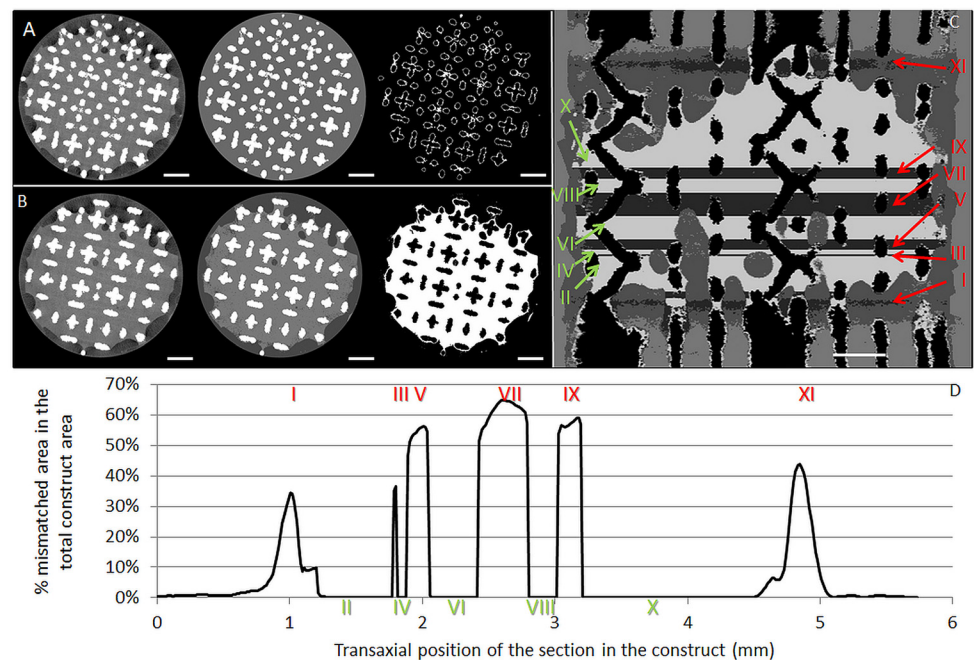 A
C
XI
X
IX
VII
B
VIII
V
VI
III
IV
I
II
D
70%
I
III V
VII
IX
XI
60%
50%
40%
30%
20%
10%
0%
II
IV
VI
VIII
X
0
1
2
3
4
5
6
% mismatched area in the
total construct area
Transaxial position of the section in the construct (mm)